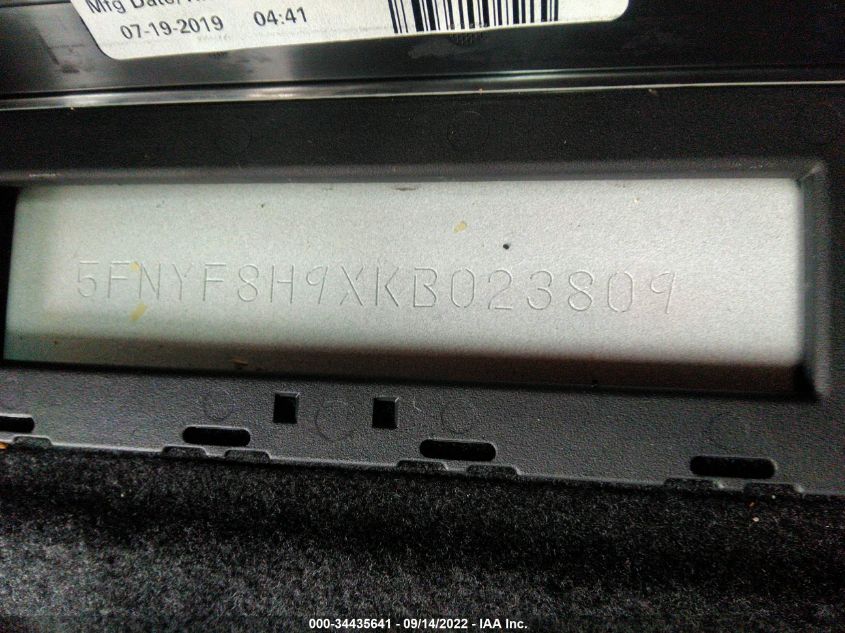 Mfg Date/
07-19-2019 04:41
5FNYF8H9XKB023809
000-34435641 - 09/14/2022 - IAA Inc.